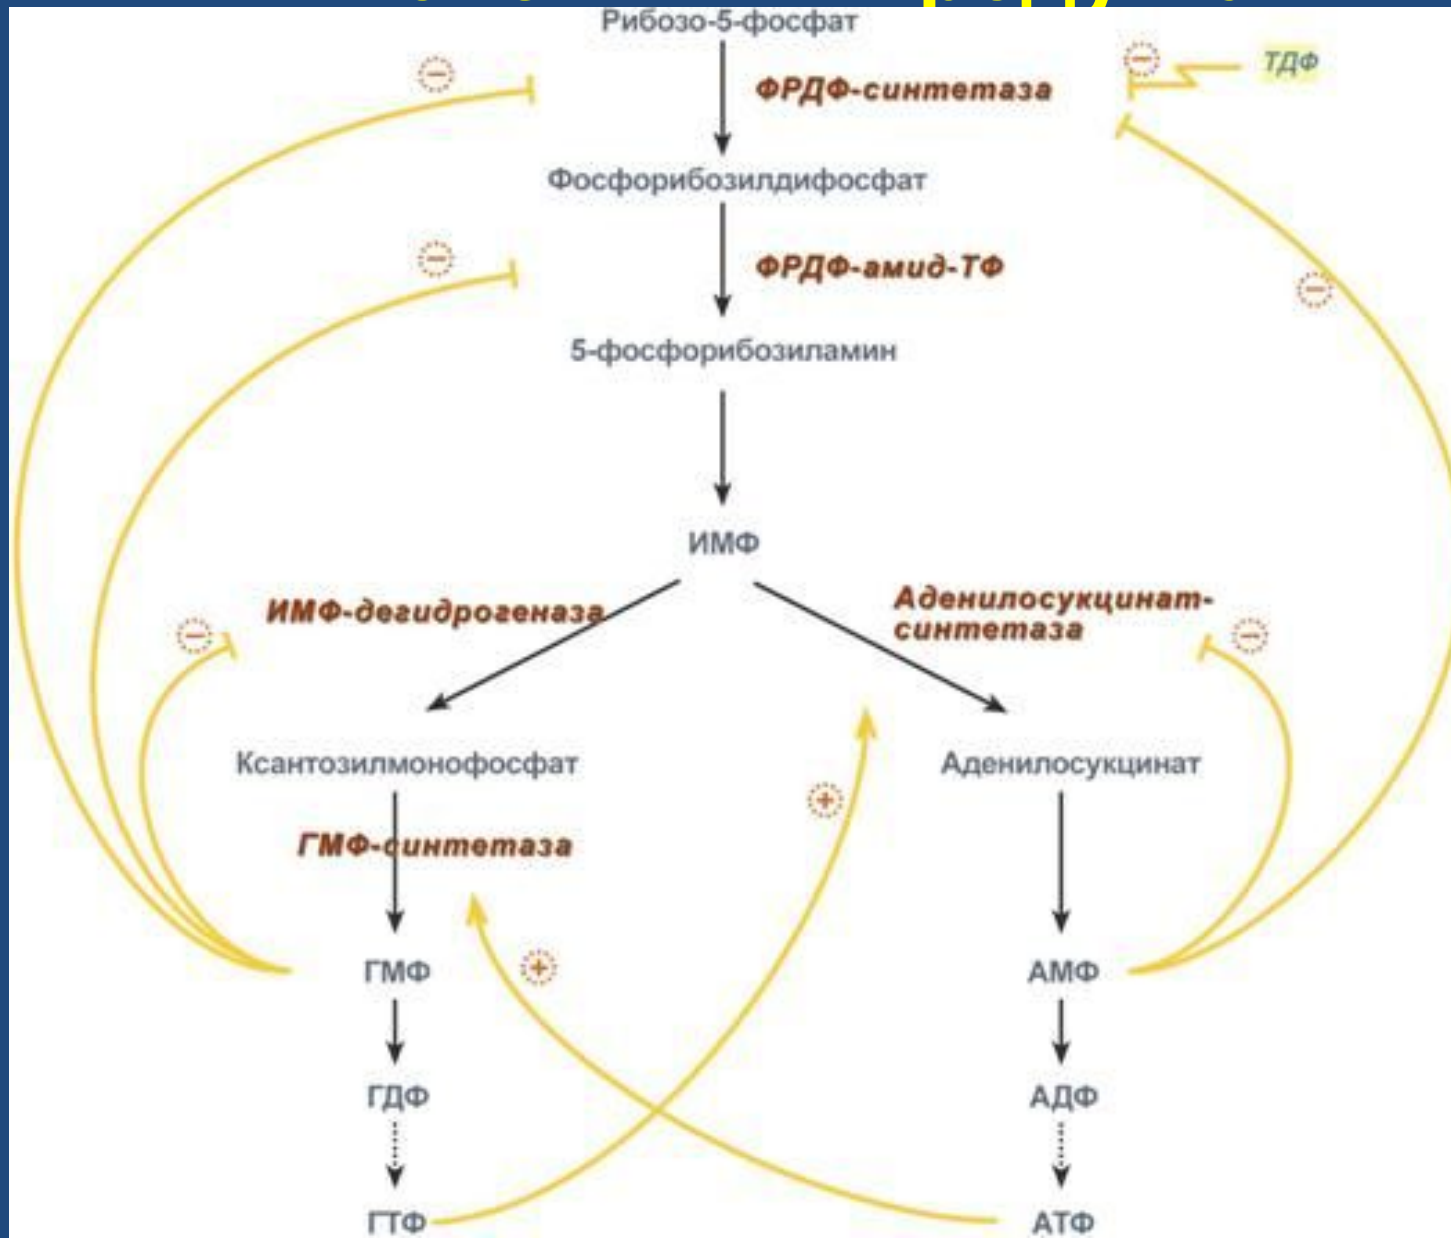 Рибозо-5-фосфат
ТДФ
ФРДФ-синтетаза
Фосфорибозилдифосфат
ФРДФ-амид-ТФ
5-фосфорибозиламин
ИМФ
ИМФ-дегидрогеназа
Аденилосукцинат-
синтетаза
Ксантозилмонофосфат
Аденилосукцинат
ГМФ-синтетаза
ГМФ
АМФ
ГДФ
АДФ
ГТФ
АТФ